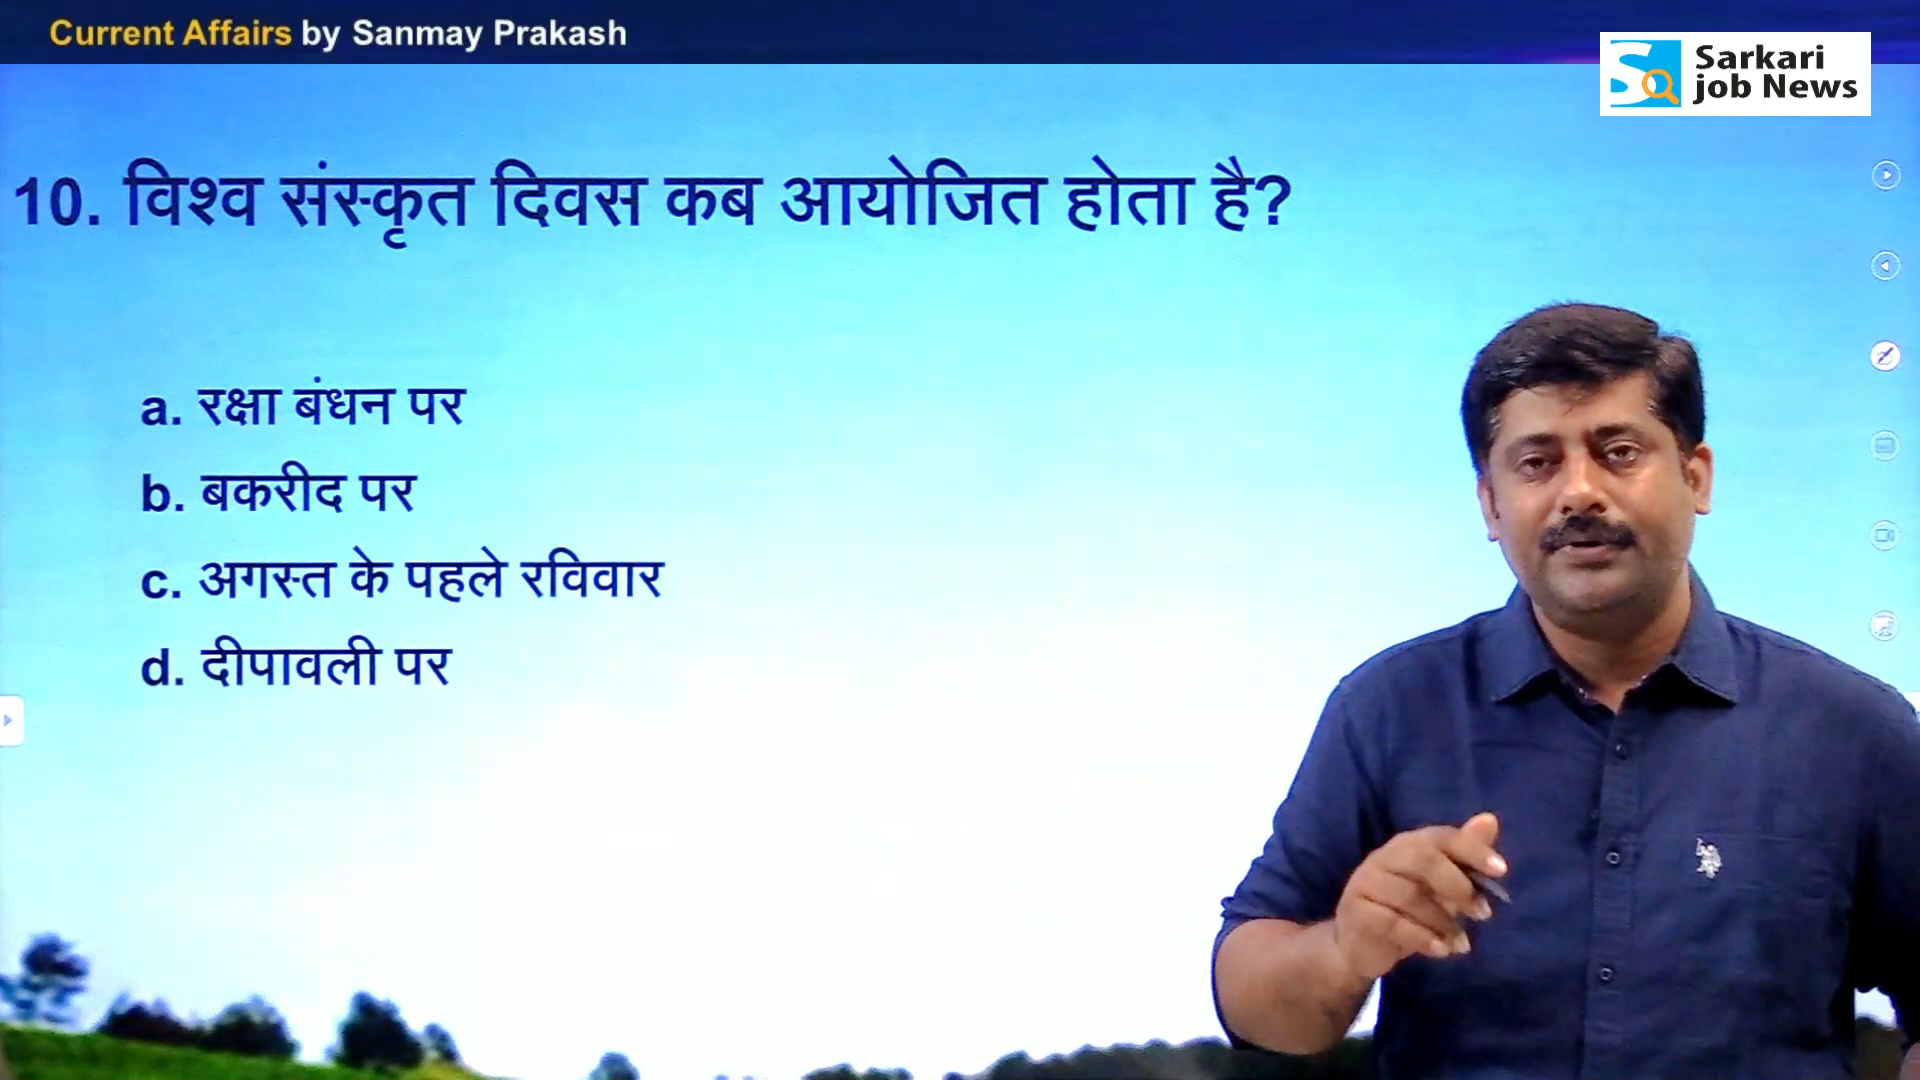 Current Affairs by Sanmay Prakash
Sarkari
job News
10. विश्व संस्कृत दिवस कब आयोजित होता है?
a. रक्षा बंधन पर
b. बकरीद पर
c. अगस्त के पहले रविवार
d. दीपावली पर